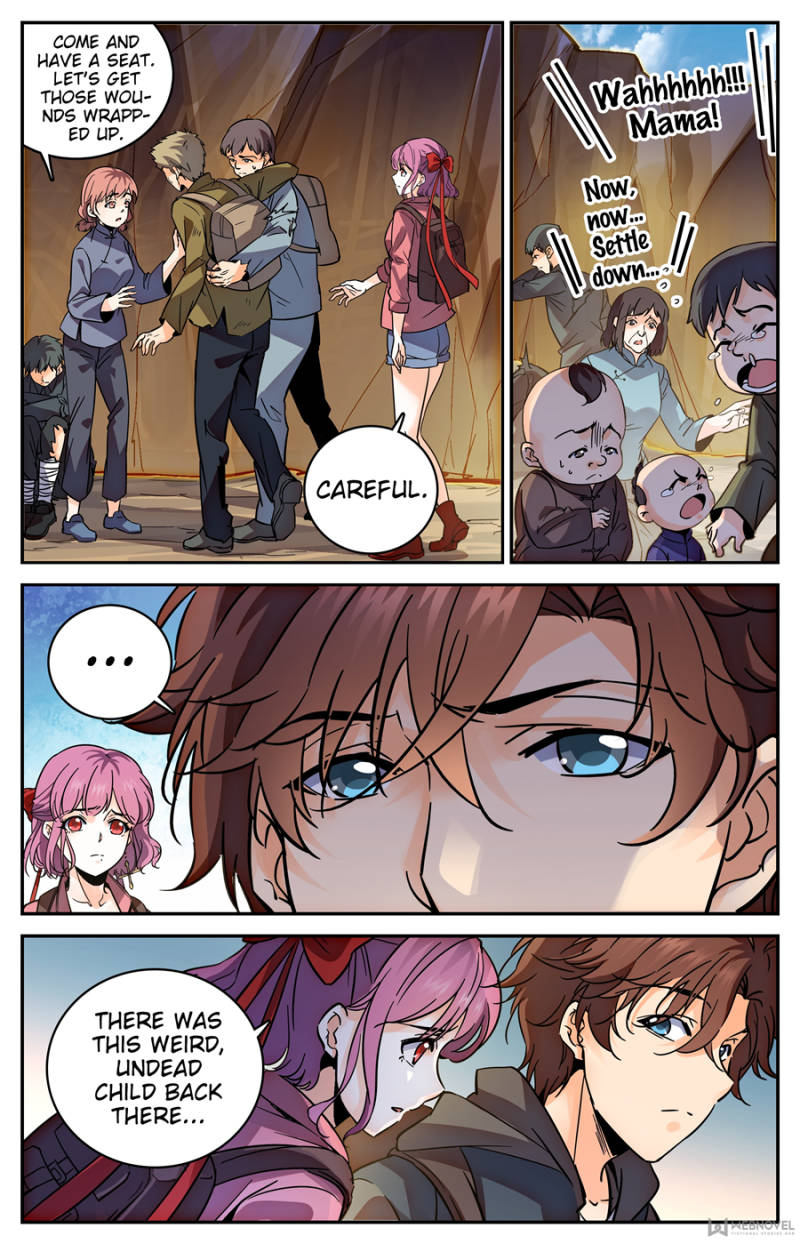 COME AND
HAVE A SEAT.
LET'S GET
THOSE WOU-
NDS WRAPP-
ED UP.
CAREFUL.
Wahhhhhh!!!
Mama!
Now,
now...
Settle
down...
...
THERE WAS
THIS WEIRD,
UNDEAD
CHILD BACK
THERE...
WEBNOVEL